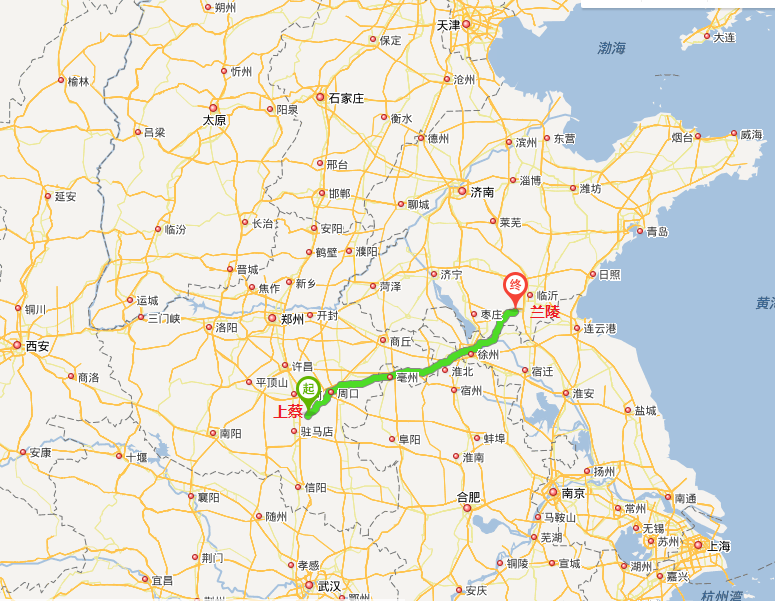 朔州
天津
保定
渤海
大连
忻州
榆林
沧州
石家庄
太原
阳泉
衡水
吕梁
德州
滨州
东营
烟台
威海
邢台
淄博
潍坊
延安
邯郸
济南
聊城
莱芜
临汾
长治
安阳
青岛
鹤壁
濮阳
晋城
济宁
日照
焦作
新乡
菏泽
终
临沂
运城
铜川
三门峡
郑州
开封
枣庄
兰陵
洛阳
连云港
西安
商丘
徐州
许昌
商洛
平顶山
亳州
淮北
宿迁
起
周口
宿州
淮安
上蔡
盐城
南阳
驻马店
阜阳
蚌埠
安康
十堰
淮南
扬州
信阳
襄阳
合肥
南京
南通
随州
常州
马鞍山
无锡
芜湖
苏州
上海
荆门
孝感
铜陵
宣城
湖州
嘉兴
宜昌
武汉
安庆
杭州湾